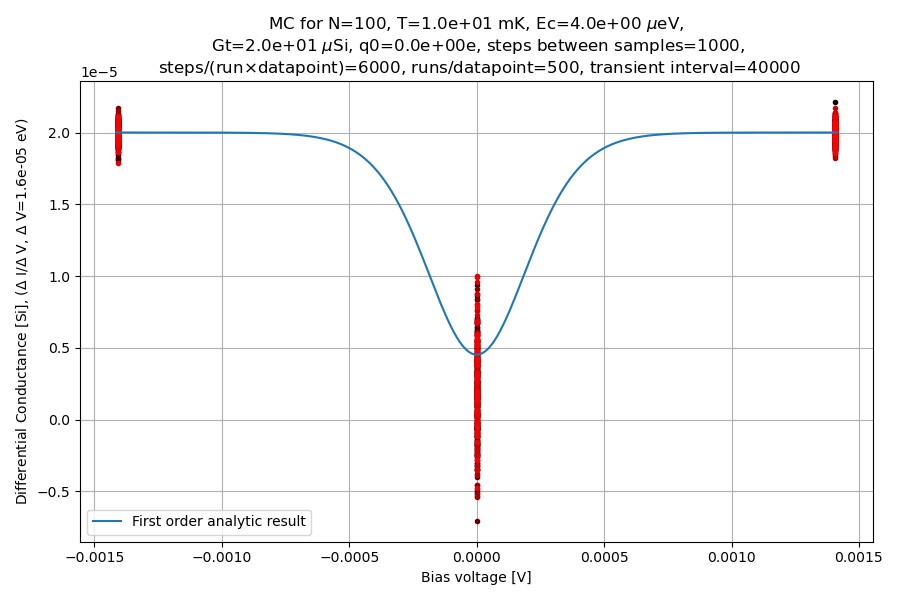 MC for N=100, T=1.0e+01 mK, Ec=4.0e+00 μeV,
Gt=2.0e+01 μSi, q0=0.0e+00e, steps between samples=1000,
steps/(run×datapoint)=6000, runs/datapoint=500, transient interval=40000
1e−5
Differential Conductance [Si], (Δ I/Δ V, Δ V=1.6e-05 eV)
2.0
1.5
1.0
0.5
0.0
−0.5
First order analytic result
−0.0015 −0.0010 −0.0005 0.0000 0.0005 0.0010 0.0015
Bias voltage [V]